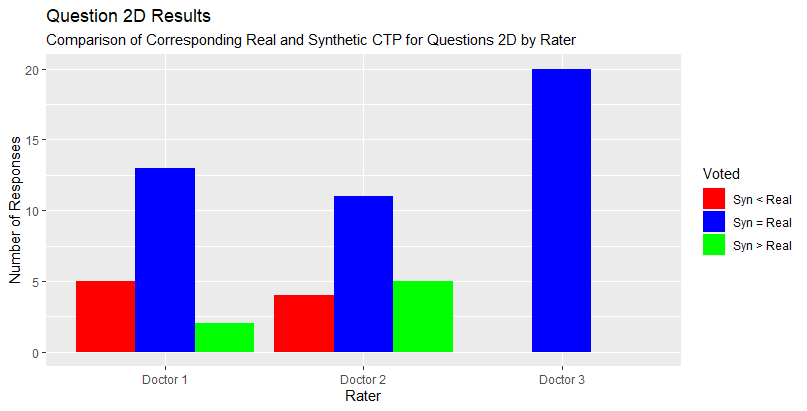 Question 2D Results
Comparison of Corresponding Real and Synthetic CTP for Questions 2D by Rater
20
15
10
5
0
Number of Responses
Doctor 1
Doctor 2
Doctor 3
Rater
Voted
Syn < Real
Syn = Real
Syn > Real